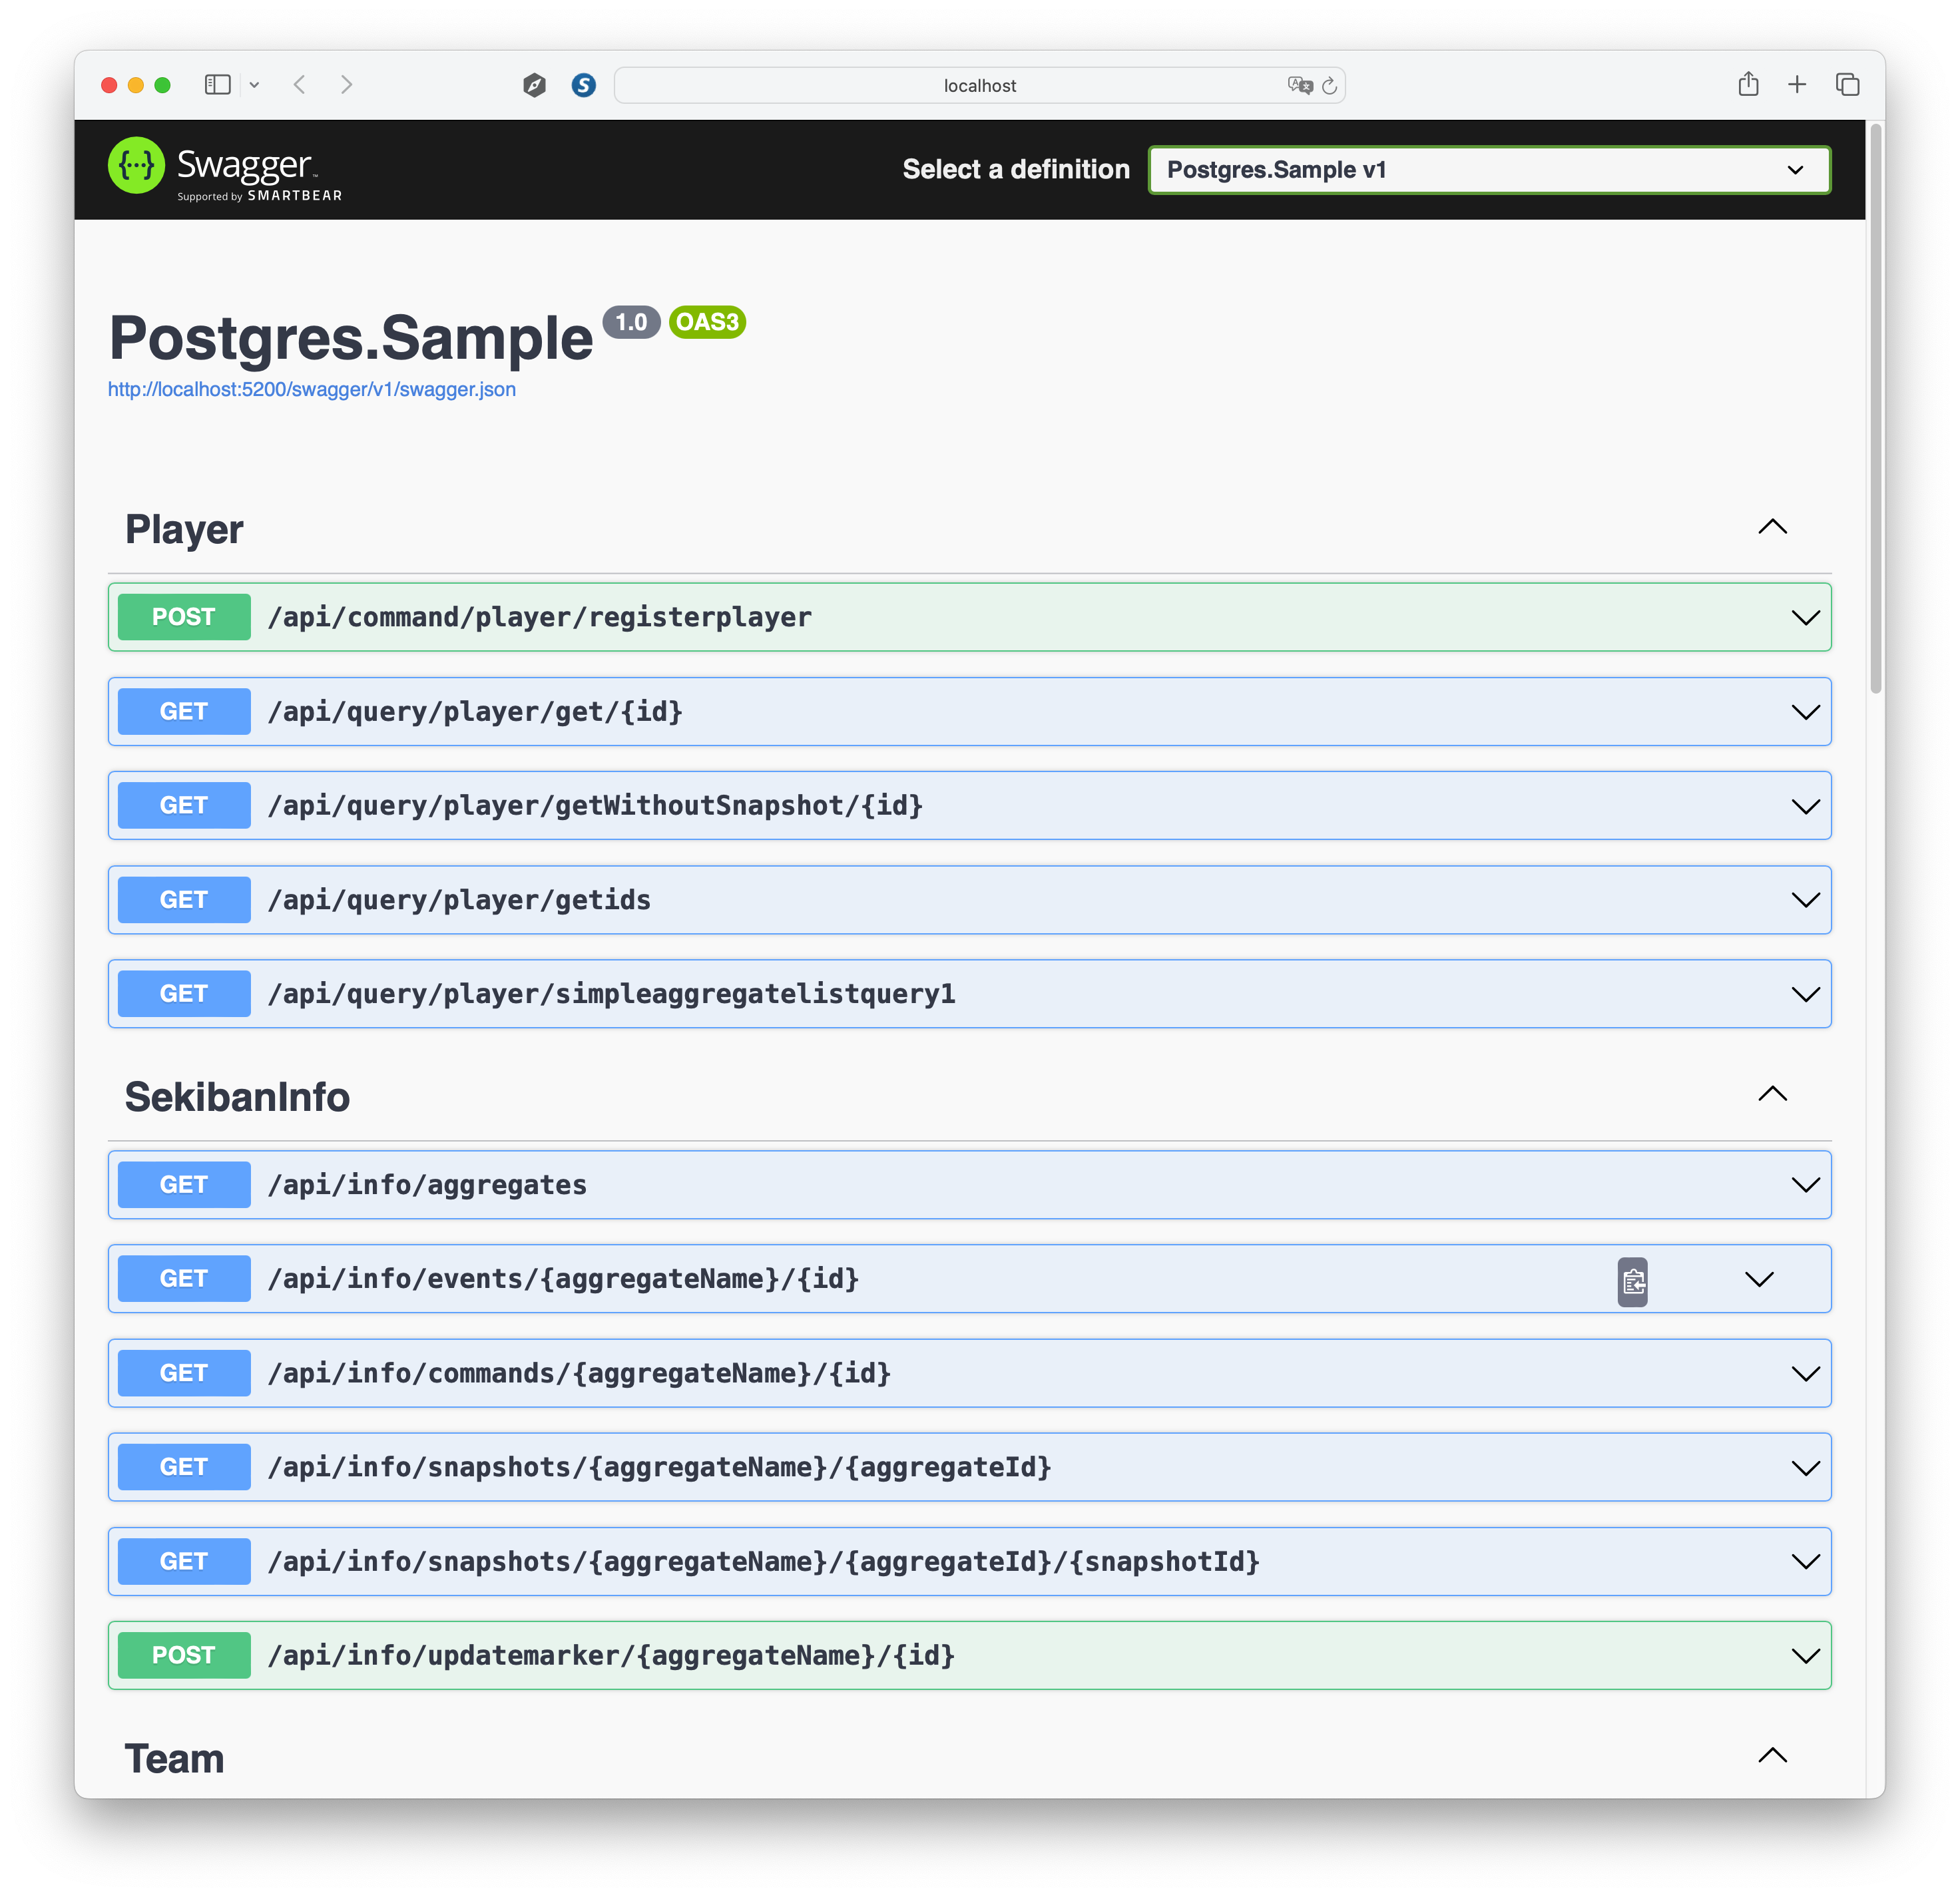 localhost
{···} Swagger™
Supported by SMARTBEAR
Select a definition
Postgres.Sample v1
Postgres.Sample 1.0 OAS3
http://localhost:5200/swagger/v1/swagger.json
Player
POST /api/command/player/registerplayer
GET /api/query/player/get/{id}
GET /api/query/player/getWithoutSnapshot/{id}
GET /api/query/player/getids
GET /api/query/player/simpleaggregatelistquery1
SekibanInfo
GET /api/info/aggregates
GET /api/info/events/{aggregateName}/{id}
GET /api/info/commands/{aggregateName}/{id}
GET /api/info/snapshots/{aggregateName}/{aggregateId}
GET /api/info/snapshots/{aggregateName}/{aggregateId}/{snapshotId}
POST /api/info/updatemarker/{aggregateName}/{id}
Team